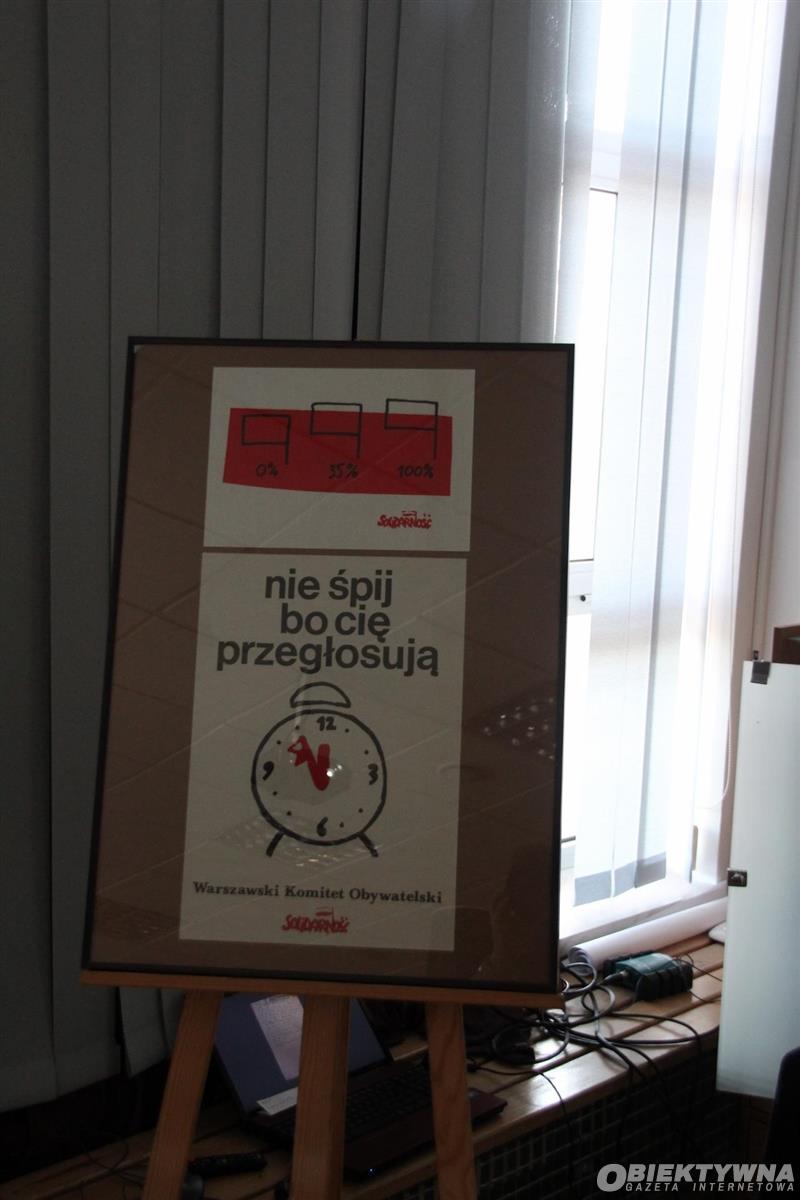 0% 35% 100%
SOLIDARNOŚĆ
nie śpij
bo cię
przegłosują
12
9 3
6
Warszawski Komitet Obywatelski
SOLIDARNOŚĆ
OBIEKTYWNA
GAZETA INTERNETOWA